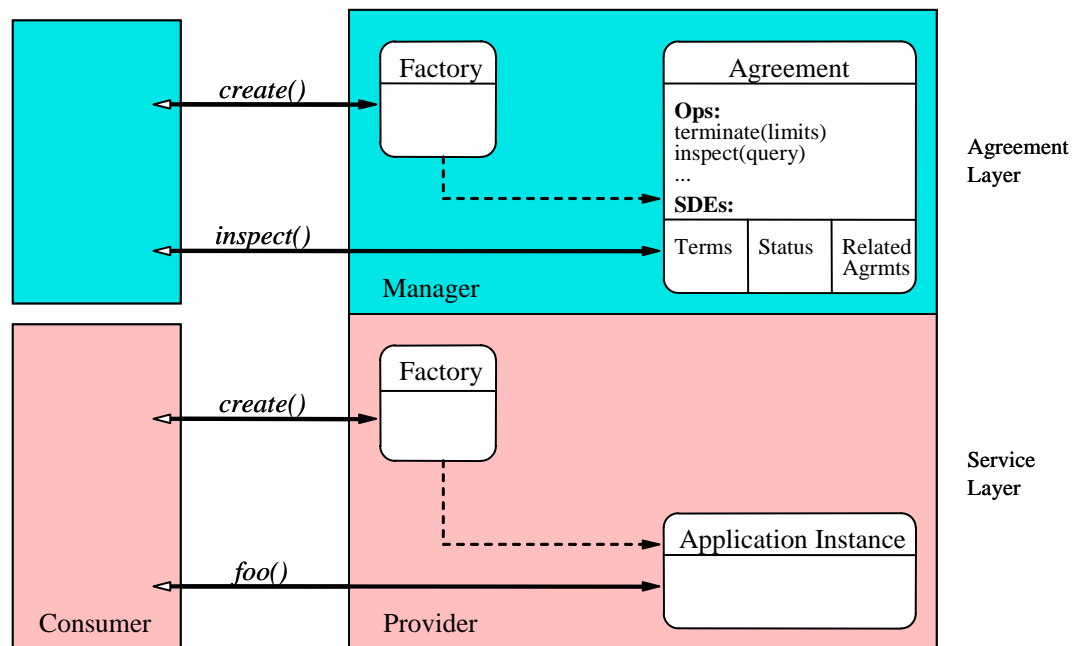 Factory
Agreement
create()
Ops:
terminate(limits)
inspect(query)
...
SDEs:
Agreement
Layer
inspect()
Terms
Status
Related
Agrmts
Manager
Factory
create()
Service
Layer
Application Instance
foo()
Consumer
Provider